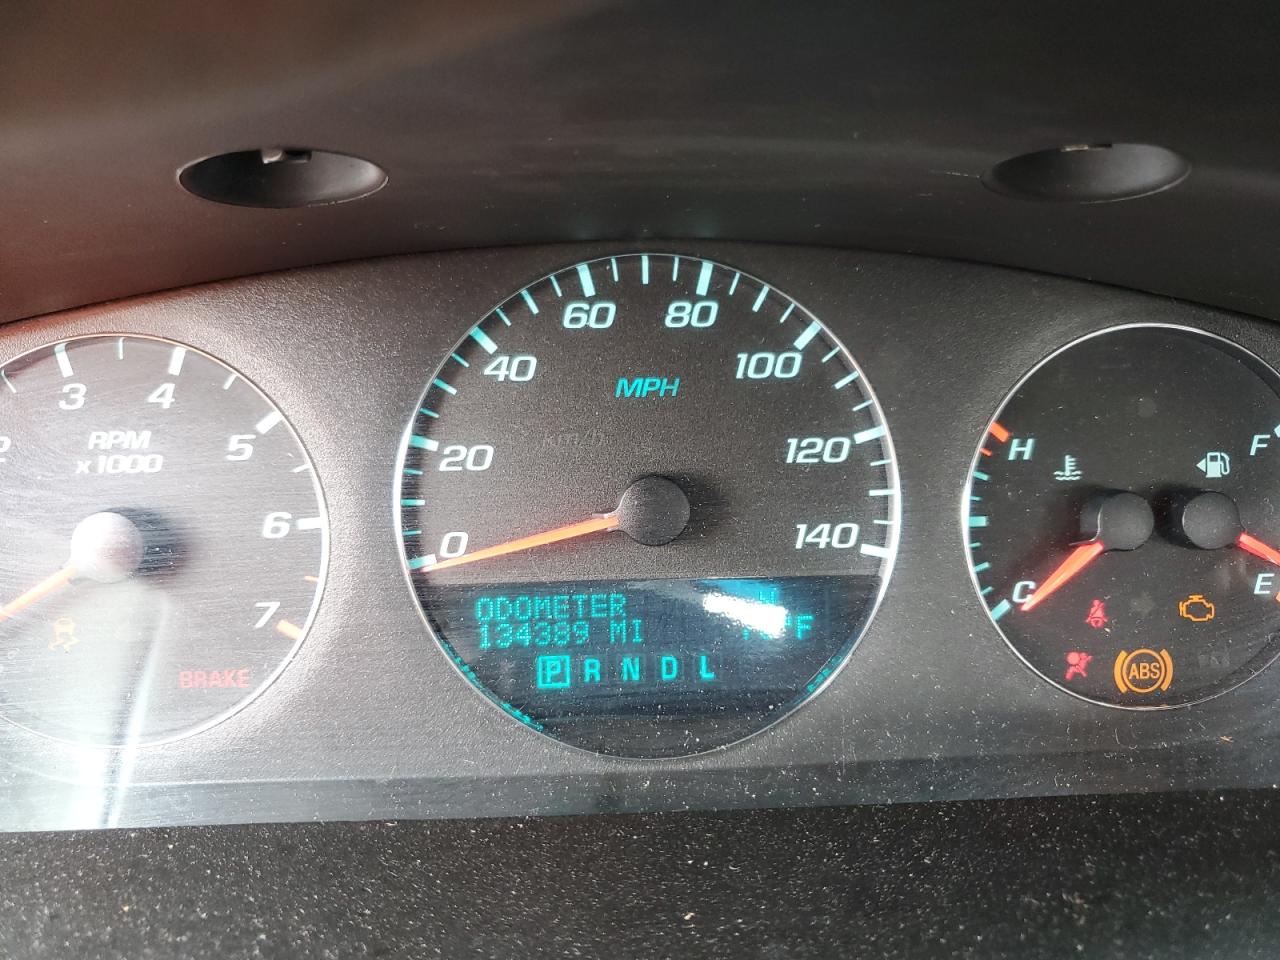 60 80
40 100
MPH
3 4
RPM
x1000
5
20 120
H
F
6
0 140
C
E
7
ODOMETER
134389 MI
P R N D L
BRAKE
ABS